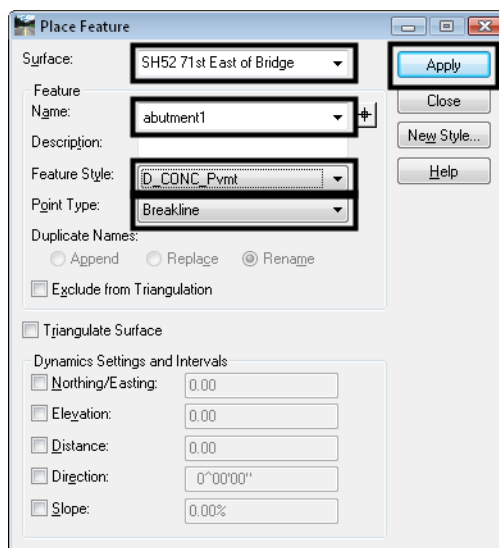 Place Feature
Surface: SH52 71st East of Bridge
Apply
Feature
Close
Name: abutment1
New Style...
Description:
Feature Style: D_CONC_Pvmt
Help
Point Type: Breakline
Duplicate Names:
Append Replace Rename
Exclude from Triangulation
Triangulate Surface
Dynamics Settings and Intervals
Northing/Easting: 0.00
Elevation: 0.00
Distance: 0.00
Direction: 0^00'00"
Slope: 0.00%